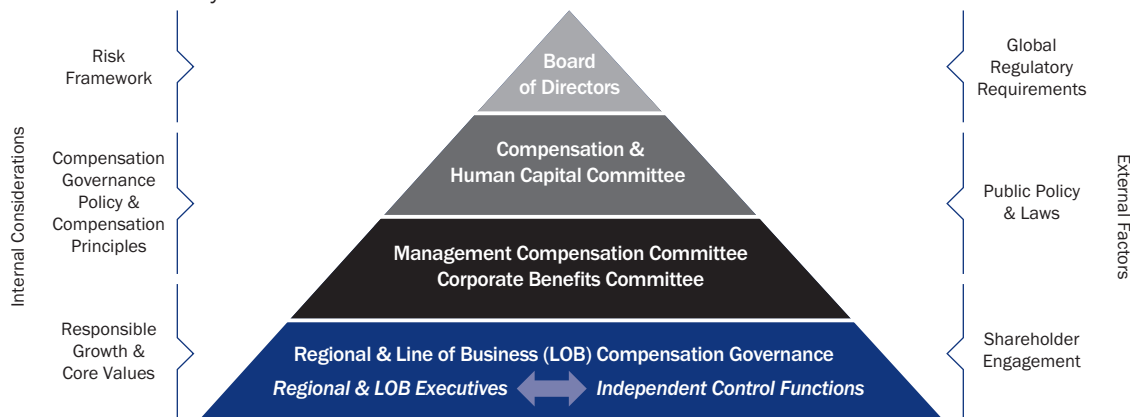 Risk
Framework
Compensation
Governance
Policy &
Compensation
Principles
Responsible
Growth &
Core Values
Internal Considerations
Board
of Directors
Compensation &
Human Capital Committee
Management Compensation Committee
Corporate Benefits Committee
Regional & Line of Business (LOB) Compensation Governance
Regional & LOB Executives
Independent Control Functions
Global
Regulatory
Requirements
Public Policy
& Laws
Shareholder
Engagement
External Factors